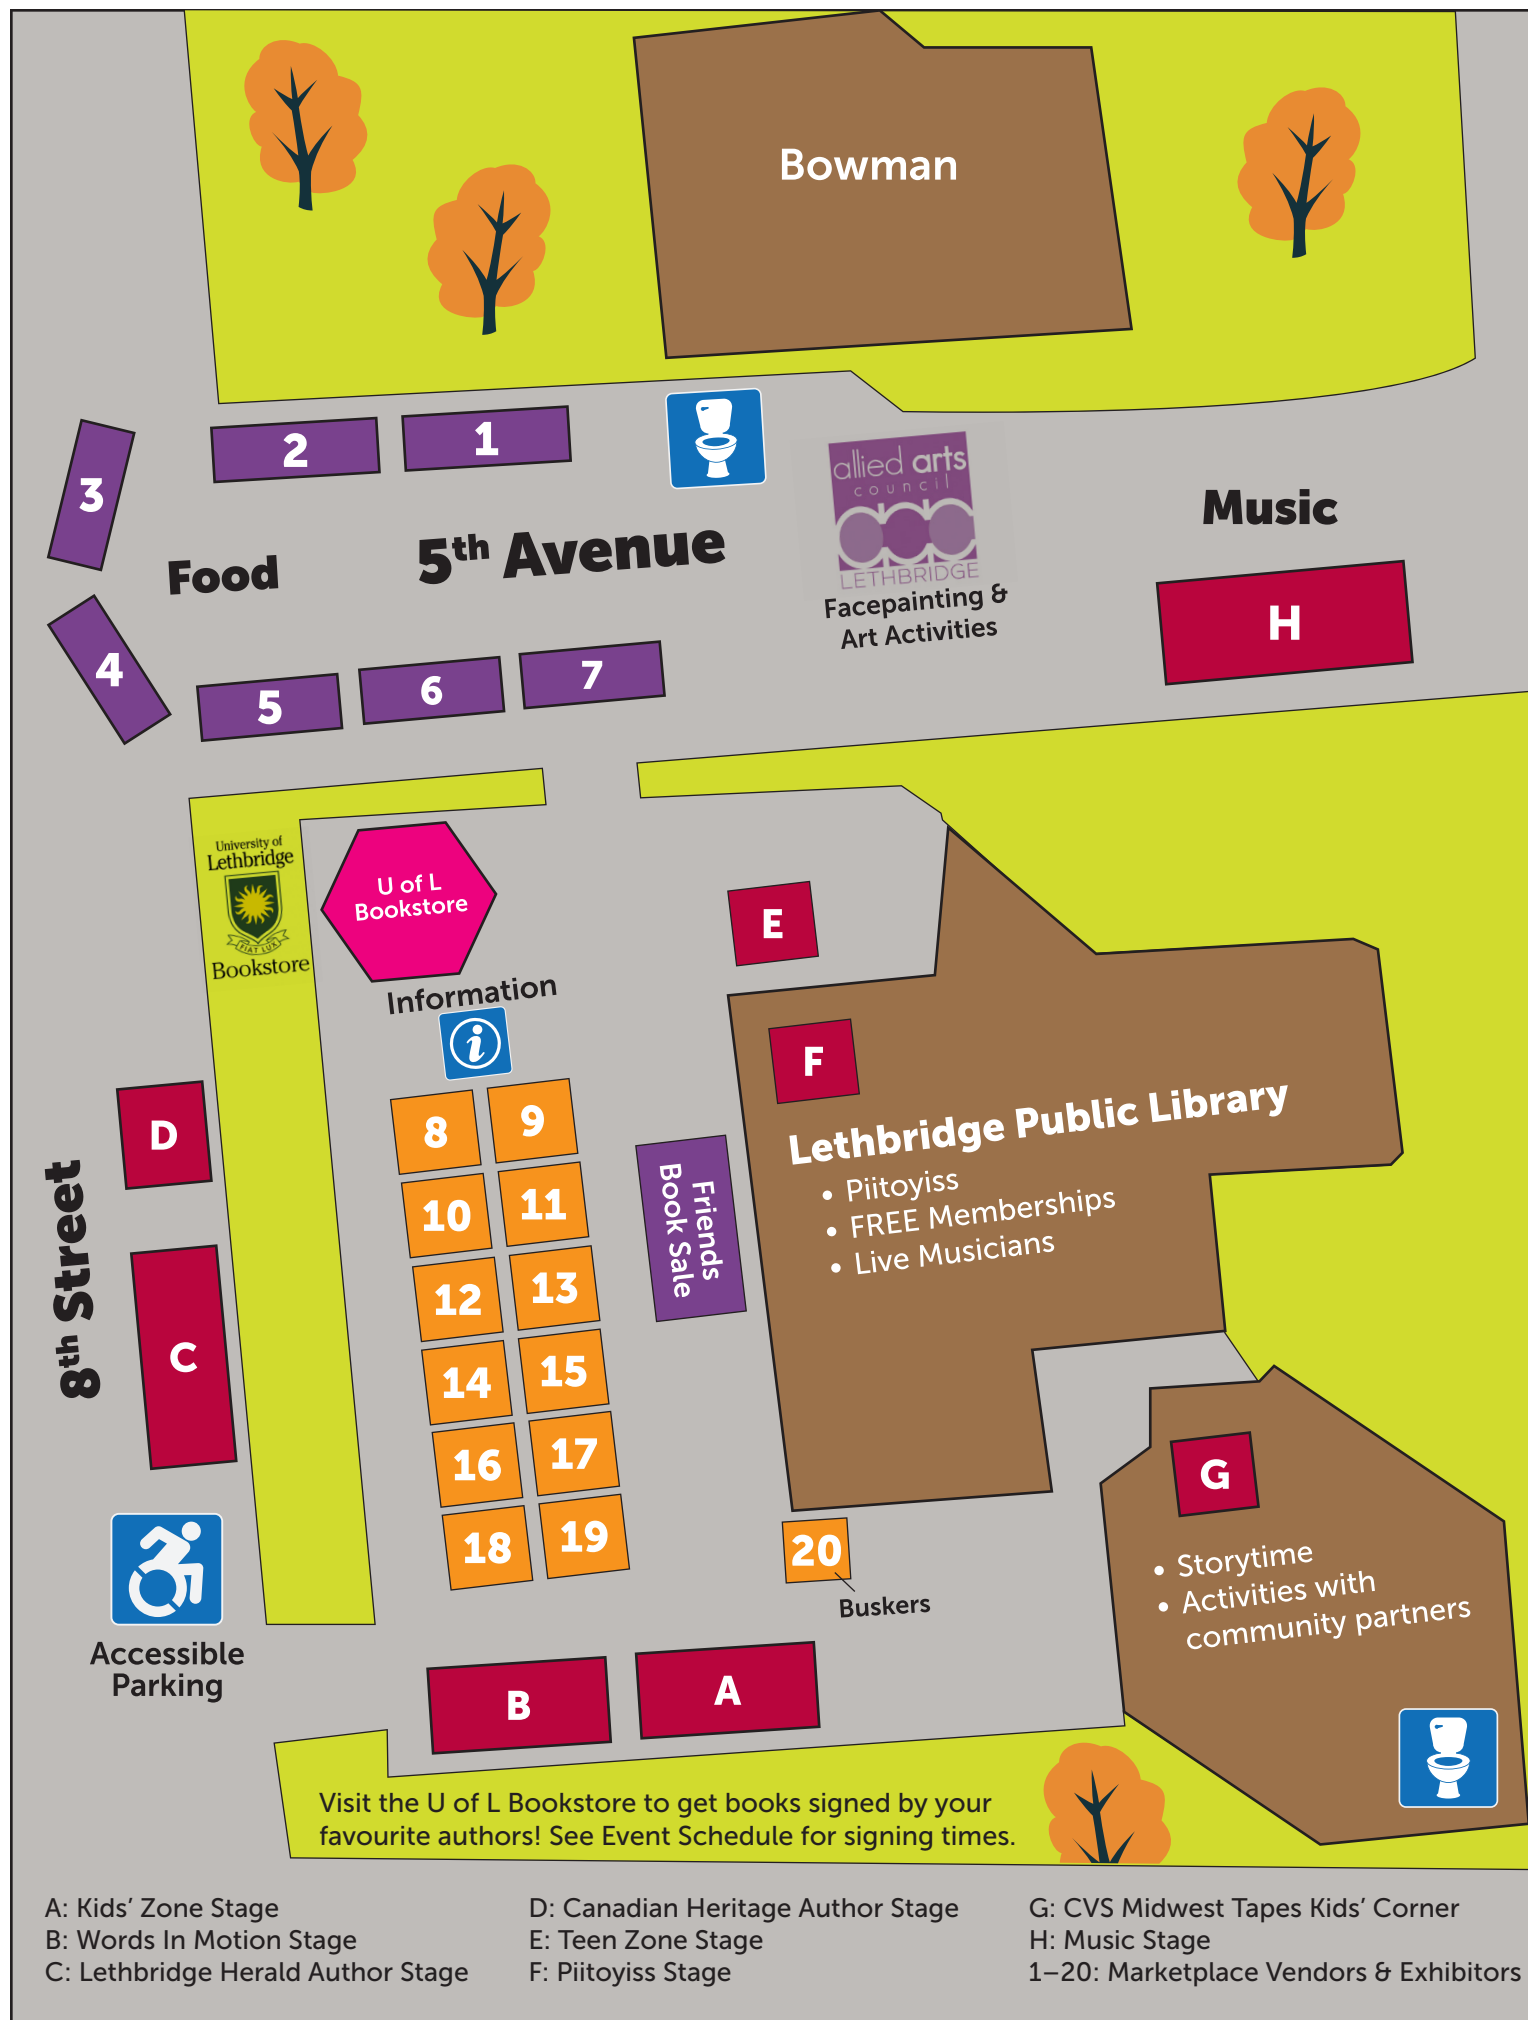 Bowman
2
1
3
allied arts
council
LETHBRIDGE
Music
5th Avenue
Food
Facepainting &
Art Activities
H
4
5
6
7
University of
Lethbridge
FIAT LUX
Bookstore
U of L
Bookstore
E
Information
i
F
8
9
D
Lethbridge Public Library
• Piitoyiss
• FREE Memberships
• Live Musicians
10
11
Friends
Book Sale
8th Street
12
13
C
14
15
16
17
G
18
19
20
Buskers
• Storytime
• Activities with
community partners
Accessible
Parking
B
A
Visit the U of L Bookstore to get books signed by your
favourite authors! See Event Schedule for signing times.
A: Kids’ Zone Stage
B: Words In Motion Stage
C: Lethbridge Herald Author Stage
D: Canadian Heritage Author Stage
E: Teen Zone Stage
F: Piitoyiss Stage
G: CVS Midwest Tapes Kids’ Corner
H: Music Stage
1–20: Marketplace Vendors & Exhibitors